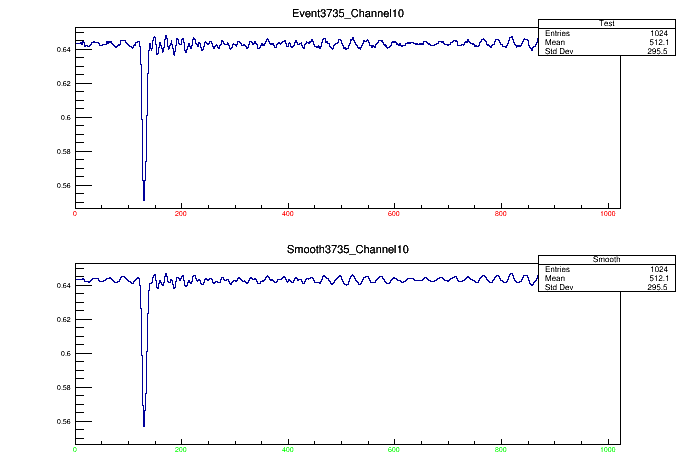 Event3735_Channel10
Test
Entries 1024
Mean 512.1
Std Dev 295.5
0.64
0.62
0.6
0.58
0.56
0 200 400 600 800 1000
Smooth3735_Channel10
Smooth
Entries 1024
Mean 512.1
Std Dev 295.5
0.64
0.62
0.6
0.58
0.56
0 200 400 600 800 1000